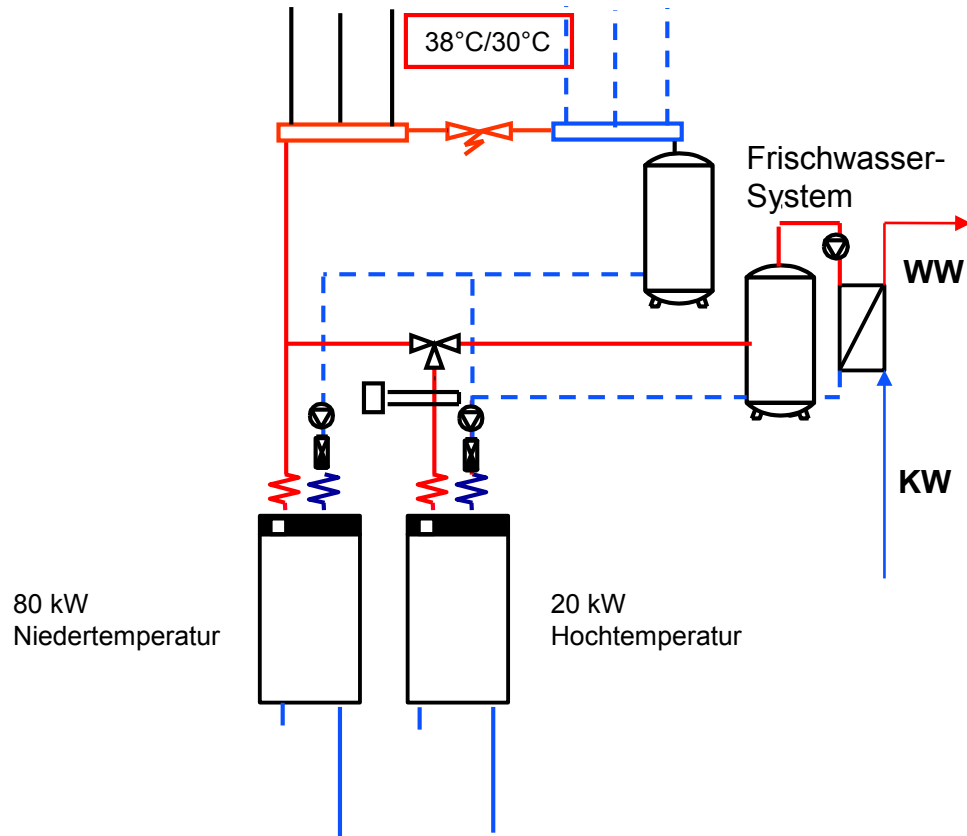 38°C/30°C
Frischwasser-
System
WW
KW
80 kW
Niedertemperatur
20 kW
Hochtemperatur